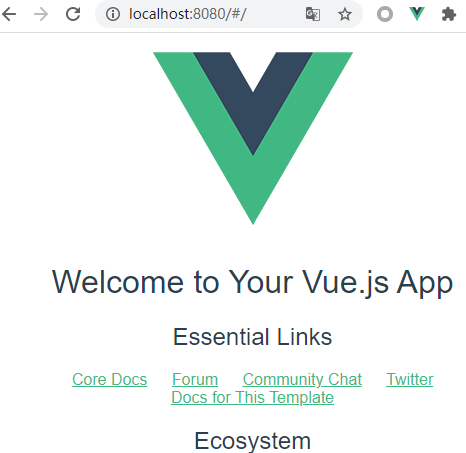 localhost:8080/#/
Welcome to Your Vue.js App
Essential Links
Core Docs Forum Community Chat Twitter
Docs for This Template
Ecosystem